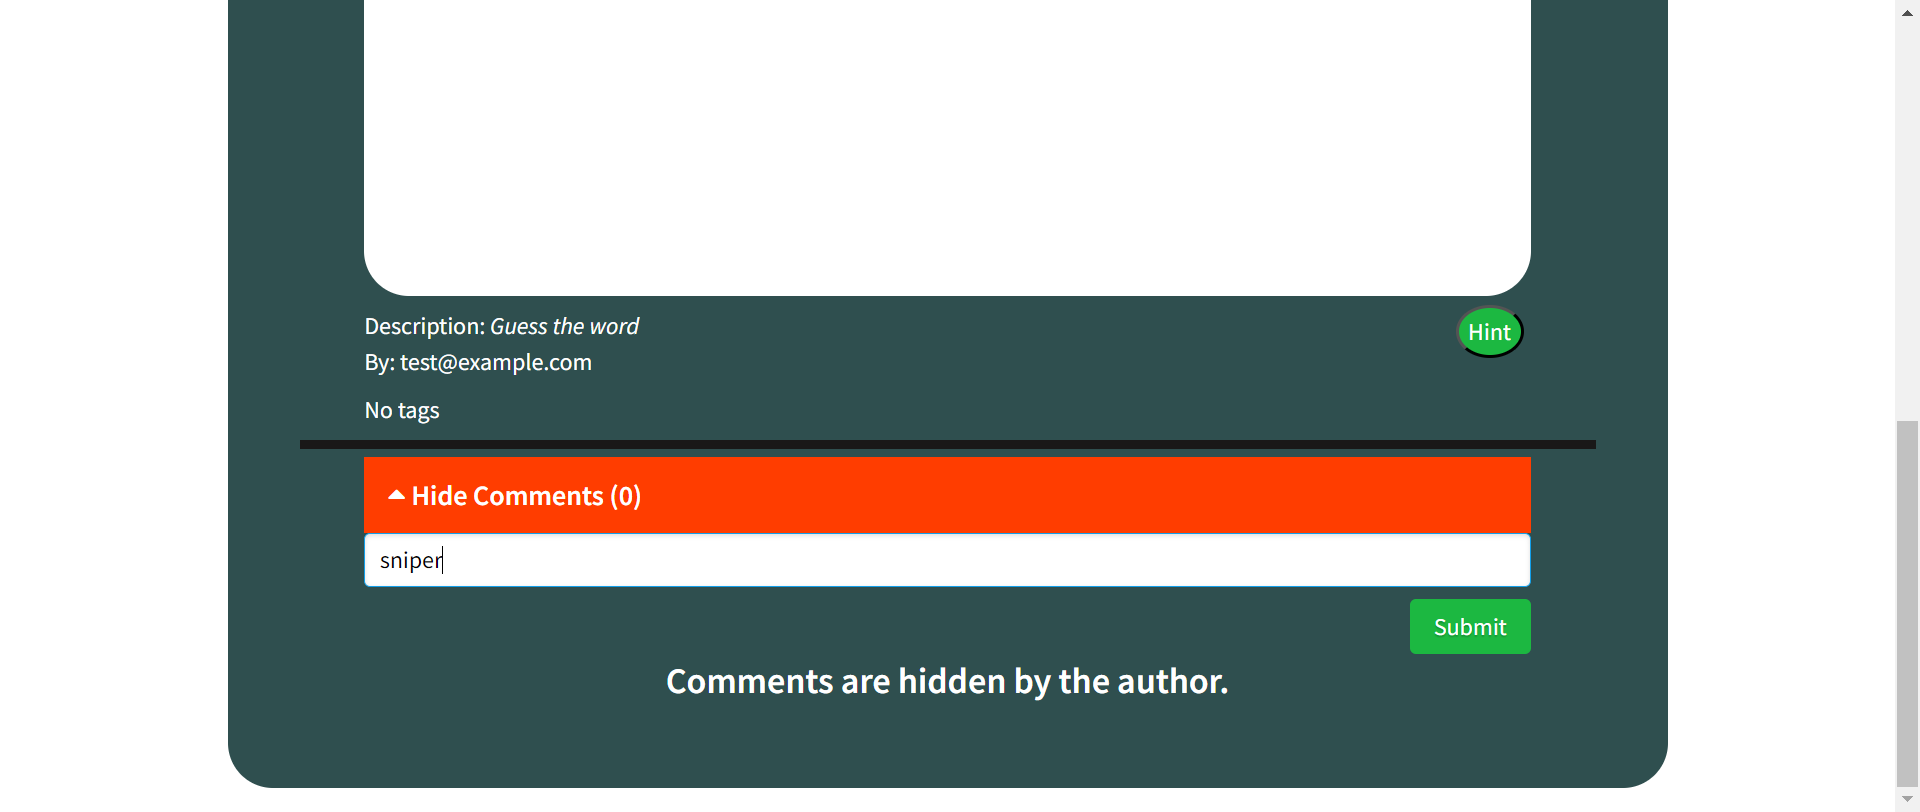 Description: Guess the word
Hint
By: test@example.com
No tags
Hide Comments (0)
sniper
Submit
Comments are hidden by the author.